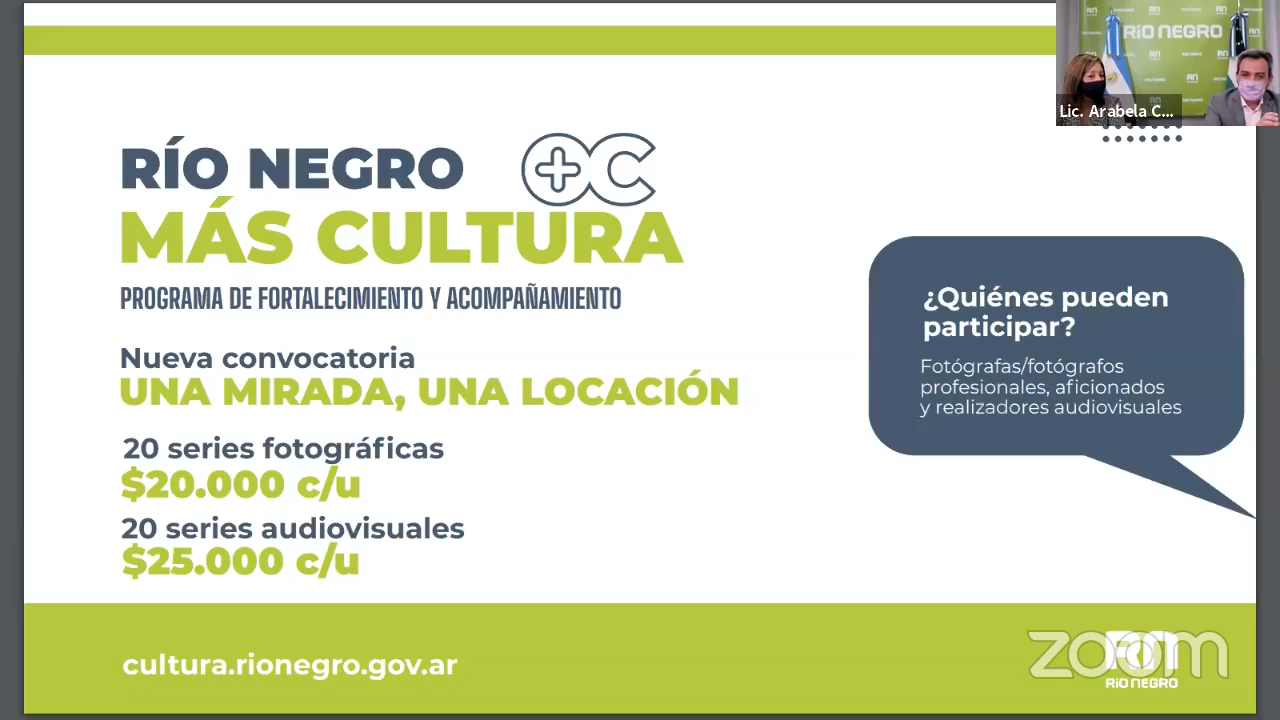 RÍO NEGRO
+C
MÁS CULTURA
PROGRAMA DE FORTALECIMIENTO Y ACOMPAÑAMIENTO
Nueva convocatoria
UNA MIRADA, UNA LOCACIÓN
20 series fotográficas
$20.000 c/u
20 series audiovisuales
$25.000 c/u
¿Quiénes pueden
participar?
Fotógrafas/fotógrafos
profesionales, aficionados
y realizadores audiovisuales
RÍO NEGRO
Lic. Arabela C...
cultura.rionegro.gov.ar
zoom
RN
RÍO NEGRO